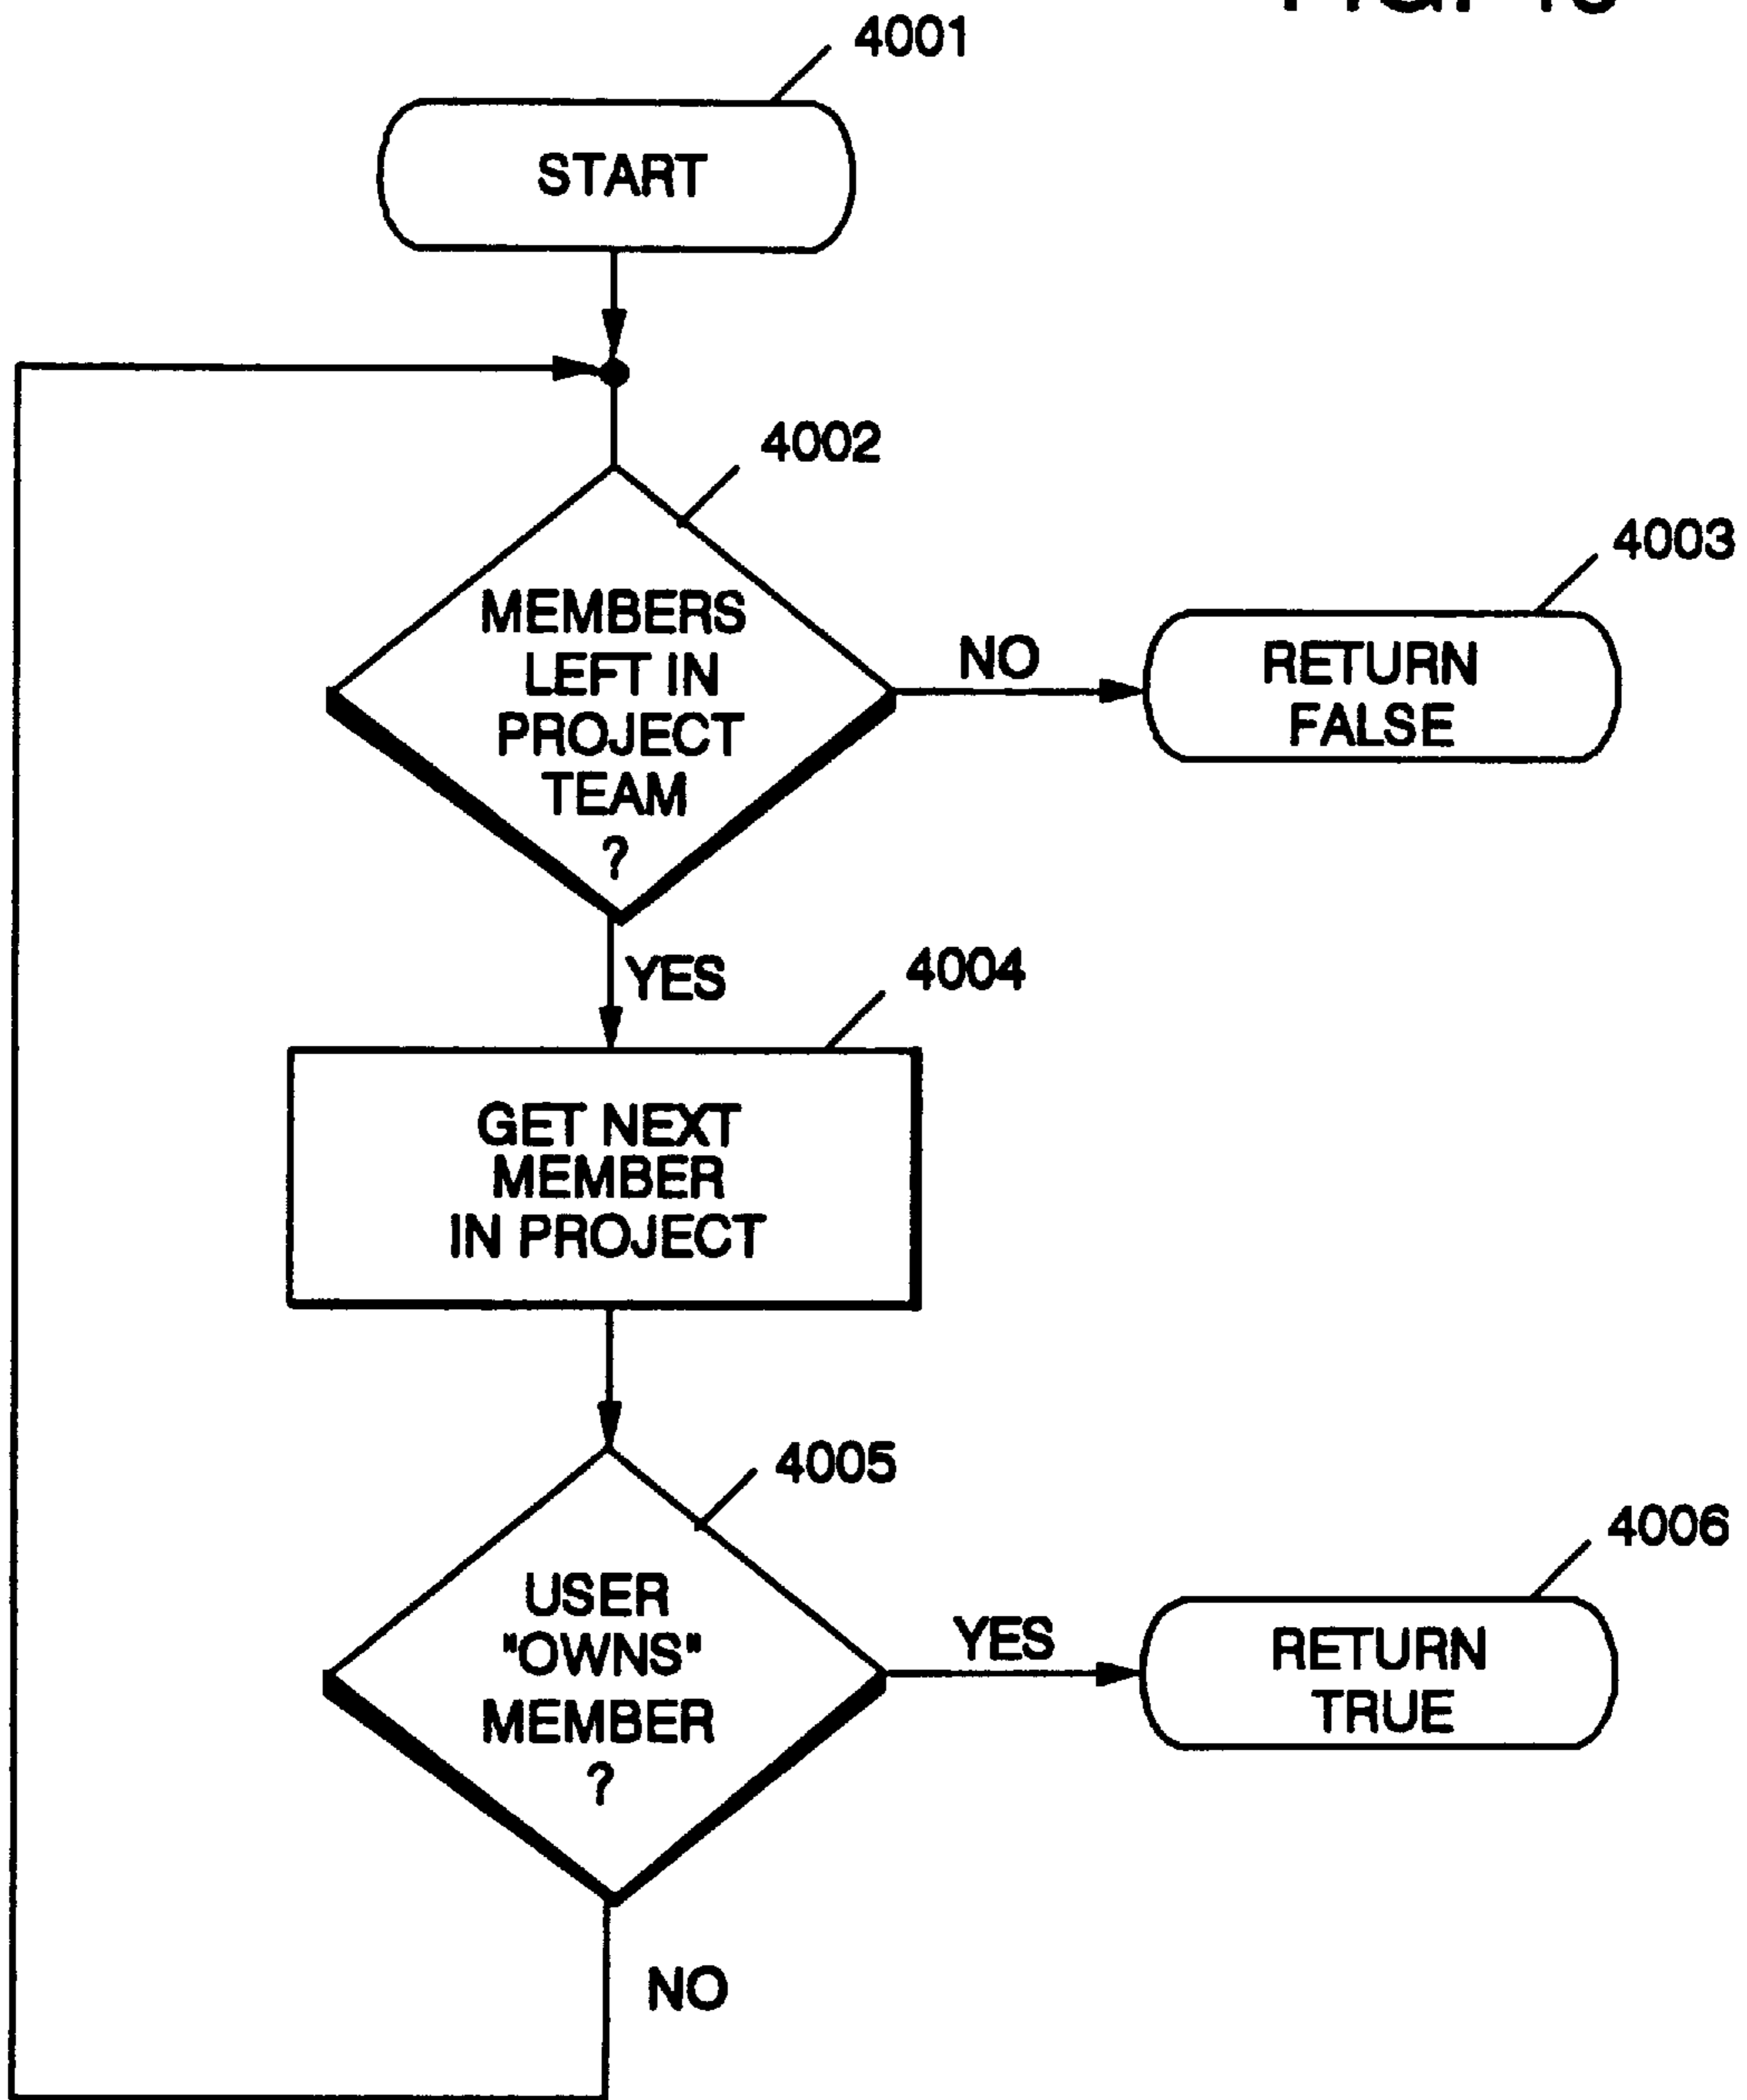 4001
START
4002
MEMBERS
LEFT IN
PROJECT
TEAM
?
NO
4003
RETURN
FALSE
YES
4004
GET NEXT
MEMBER
IN PROJECT
4005
USER
"OWNS"
MEMBER
?
YES
4006
RETURN
TRUE
NO